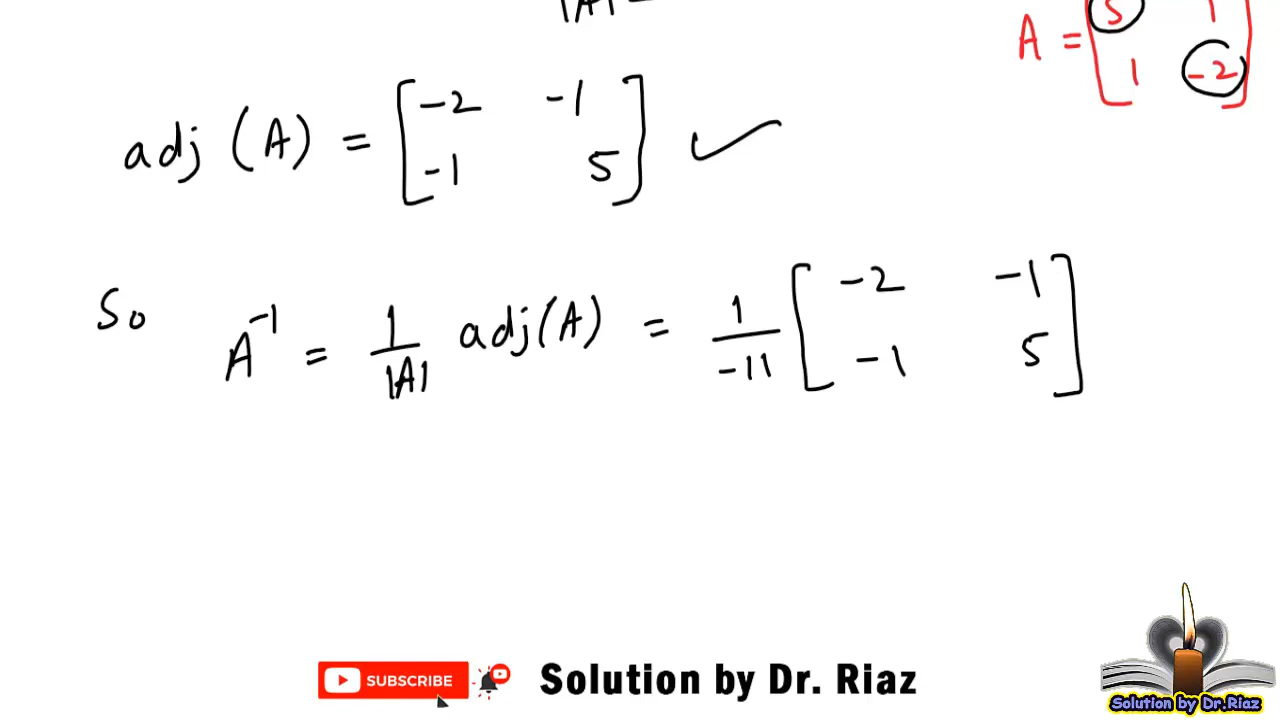 |A| =
A = [5 1
1 -2]
adj (A) = [-2 -1
-1 5]
So A⁻¹ = 1/|A| adj(A) = 1/-11 [-2 -1
-1 5]
SUBSCRIBE
Solution by Dr. Riaz
Solution by Dr.Riaz